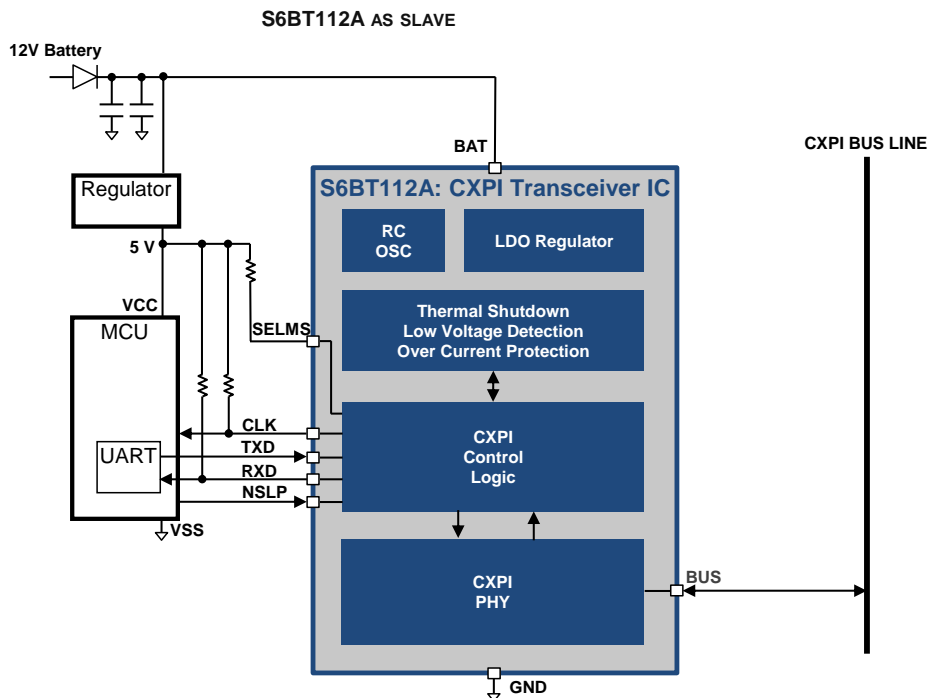 S6BT112A AS SLAVE
12V Battery
CXPI BUS LINE
BAT
S6BT112A: CXPI Transceiver IC
Regulator
RC
OSC
LDO Regulator
5 V
VCC
MCU
SELMS
Thermal Shutdown
Low Voltage Detection
Over Current Protection
CLK
TXD
UART
RXD
NSLP
CXPI
Control
Logic
VSS
BUS
CXPI
PHY
GND